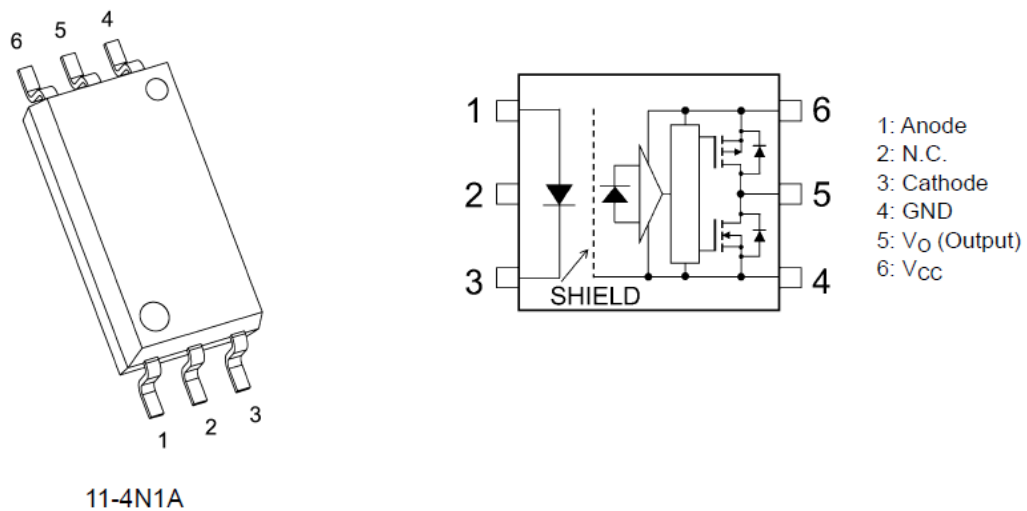 6
5
4
1
2
3
11-4N1A
1
2
3
SHIELD
6
5
4
1: Anode
2: N.C.
3: Cathode
4: GND
5: VO (Output)
6: VCC